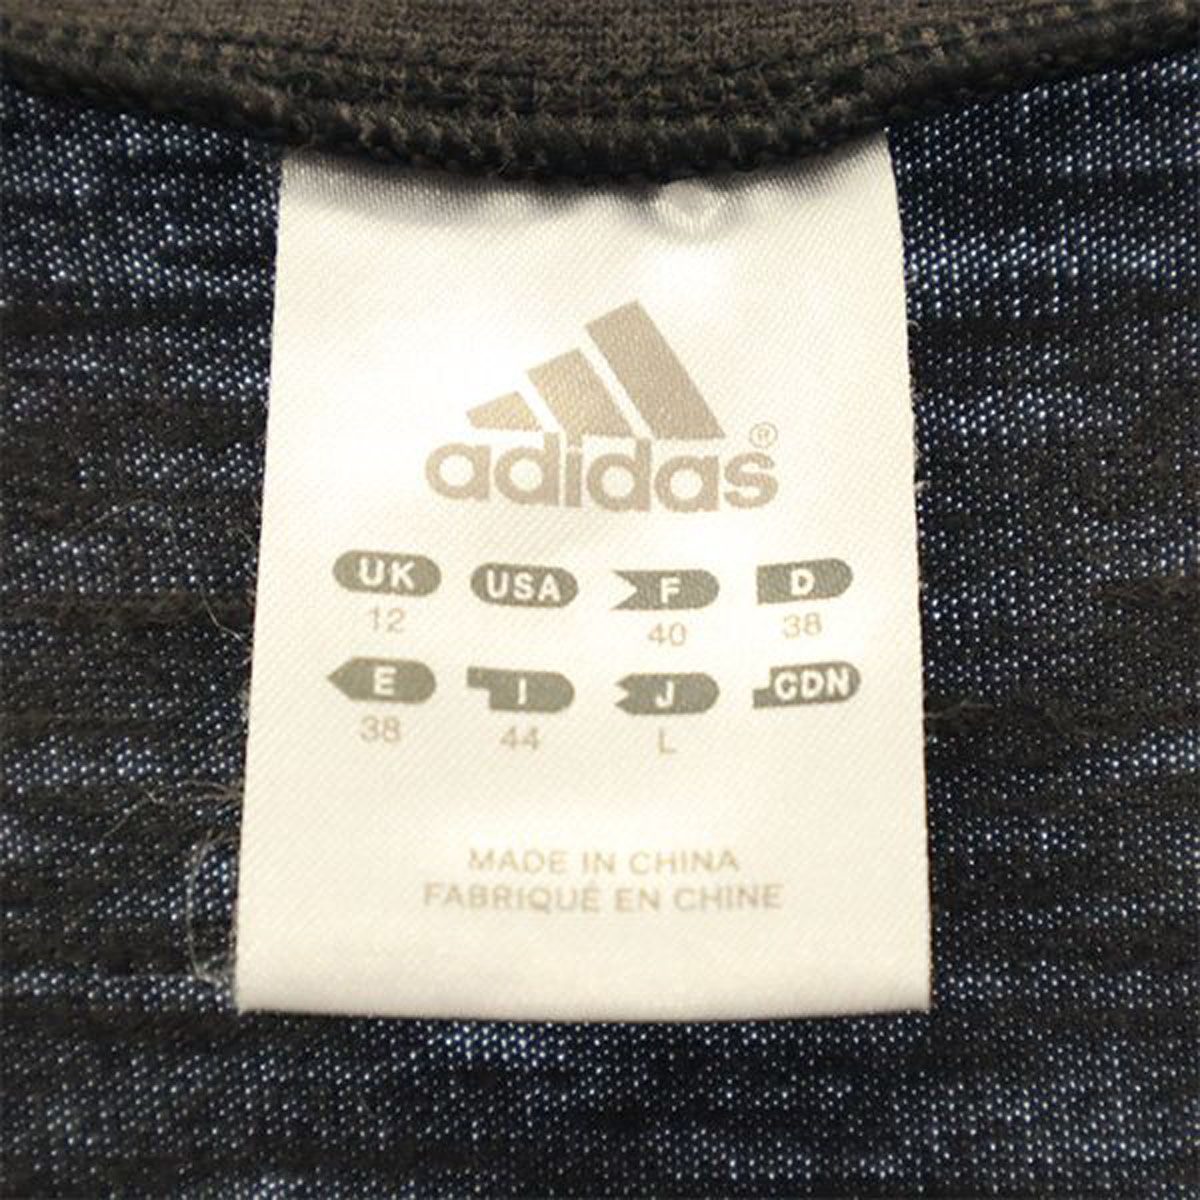 adidas®
UK USA F D
12 40 38
E I J CDN
38 44 L
MADE IN CHINA
FABRIQUÉ EN CHINE